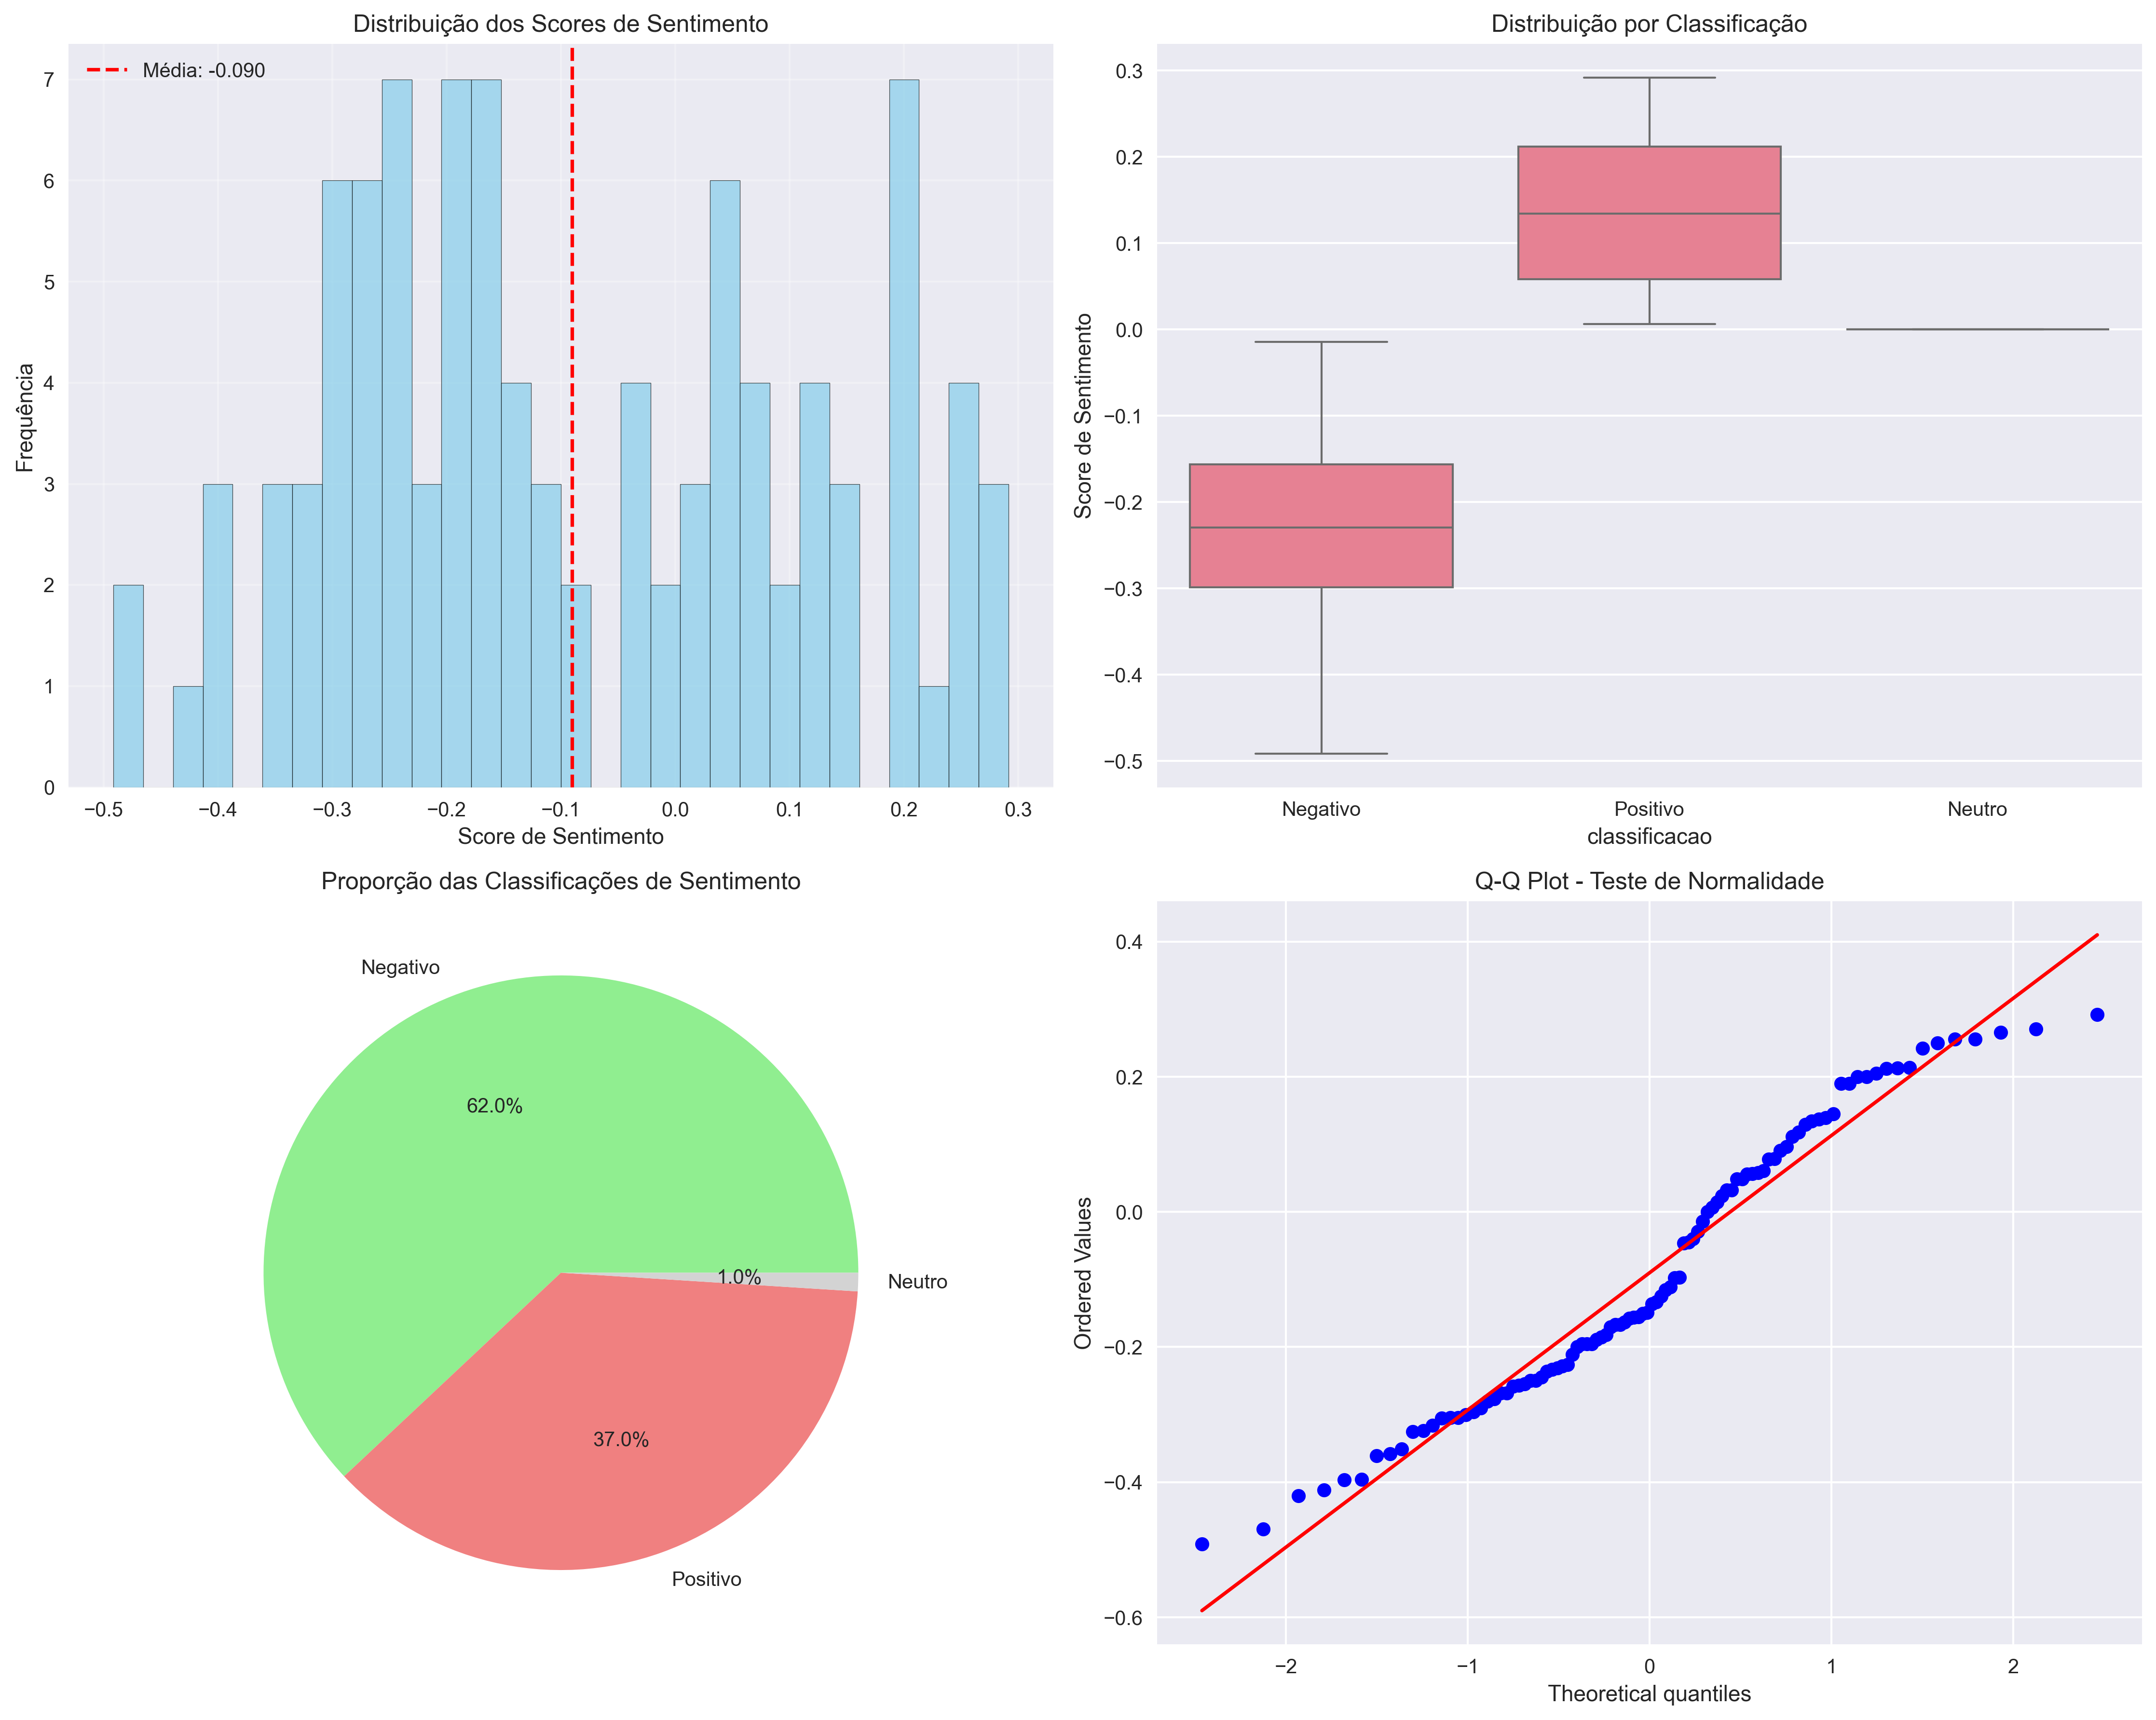 Distribuição dos Scores de Sentimento
Média: -0.090
7
6
5
4
3
2
1
0
Frequência
−0.5 −0.4 −0.3 −0.2 −0.1 0.0 0.1 0.2 0.3
Score de Sentimento
Distribuição por Classificação
0.3
0.2
0.1
0.0
−0.1
−0.2
−0.3
−0.4
−0.5
Score de Sentimento
Negativo Positivo Neutro
classificacao
Proporção das Classificações de Sentimento
Negativo
62.0%
1.0%
Neutro
37.0%
Positivo
Q-Q Plot - Teste de Normalidade
0.4
0.2
0.0
−0.2
−0.4
−0.6
Ordered Values
−2 −1 0 1 2
Theoretical quantiles